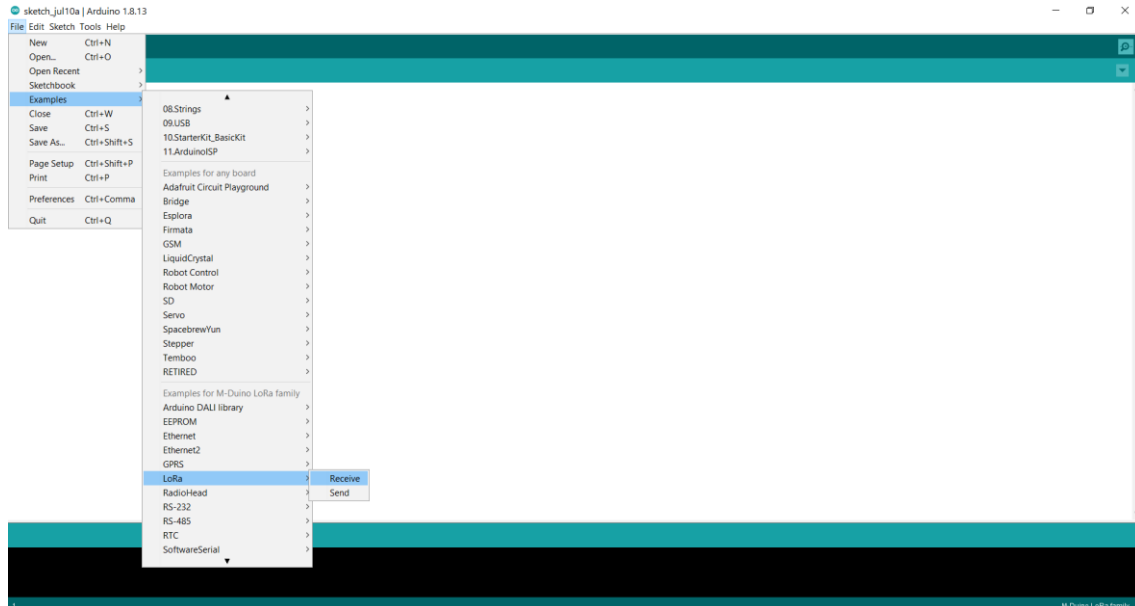 sketch_jul10a | Arduino 1.8.13
File Edit Sketch Tools Help
New Ctrl+N
Open... Ctrl+O
Open Recent
Sketchbook
Examples
Close Ctrl+W
Save Ctrl+S
Save As... Ctrl+Shift+S
Page Setup Ctrl+Shift+P
Print Ctrl+P
Preferences Ctrl+Comma
Quit Ctrl+Q
08.Strings
09.USB
10.StarterKit_BasicKit
11.ArduinoISP
Examples for any board
Adafruit Circuit Playground
Bridge
Esplora
Firmata
GSM
LiquidCrystal
Robot Control
Robot Motor
SD
Servo
SpacebrewYun
Stepper
Temboo
RETIRED
Examples for M-Duino LoRa family
Arduino DALI library
EEPROM
Ethernet
Ethernet2
GPRS
LoRa
RadioHead
RS-232
RS-485
RTC
SoftwareSerial
Receive
Send
1
M-Duino LoRa family